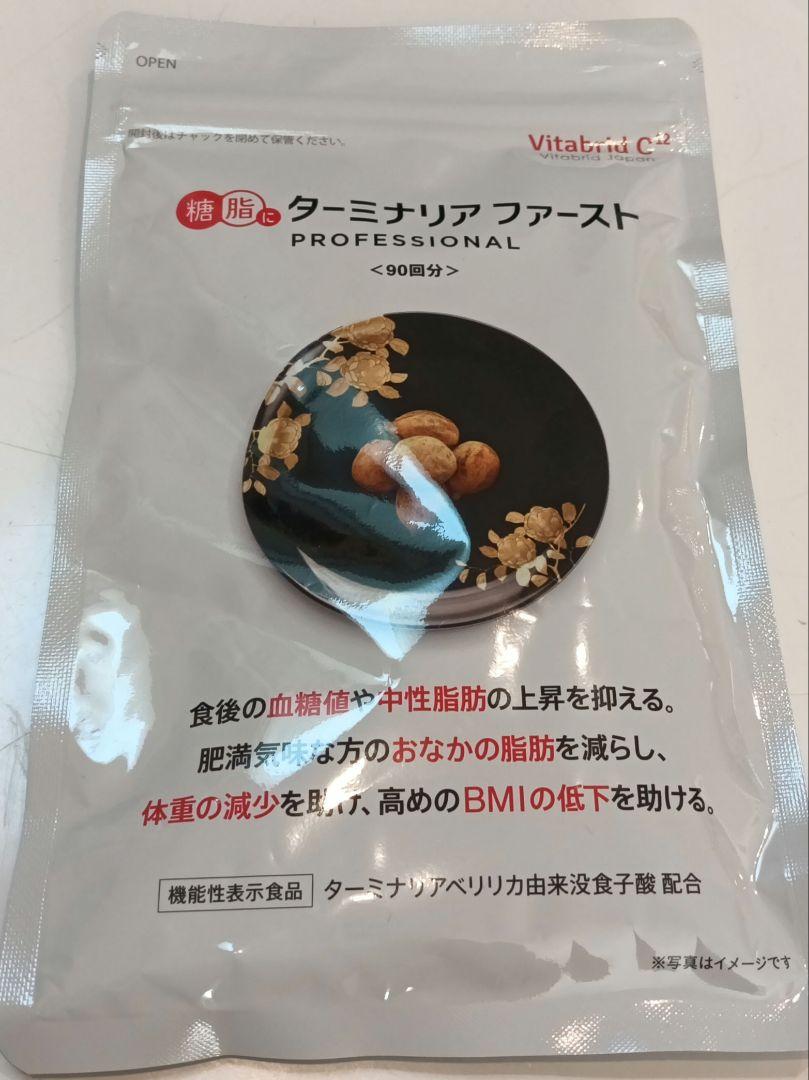 OPEN
開封後はチャックを閉めて保管ください。
Vitabrid C¹²
Vitabrid Japan
糖脂に ターミナリア ファースト
PROFESSIONAL
<90回分>
食後の血糖値や中性脂肪の上昇を抑える。
肥満気味な方のおなかの脂肪を減らし、
体重の減少を助け、高めのBMIの低下を助ける。
機能性表示食品 ターミナリアベリリカ由来没食子酸 配合
※写真はイメージです